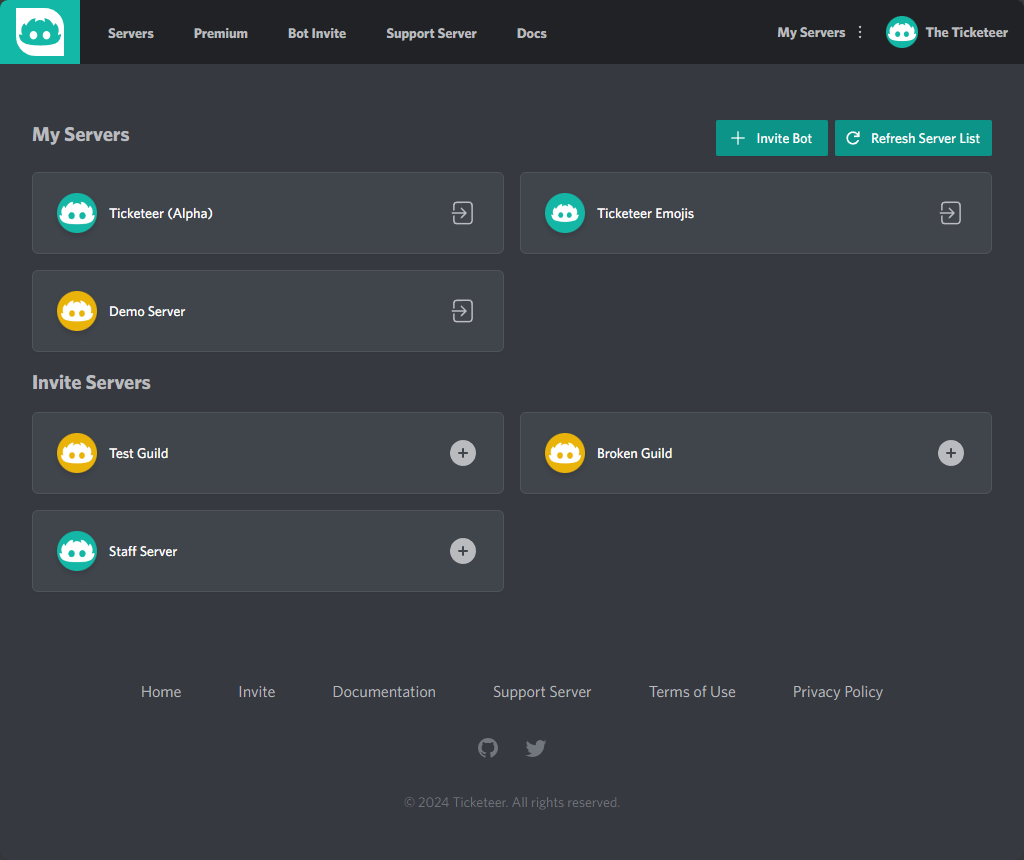 Servers Premium Bot Invite Support Server Docs My Servers The Ticketeer
My Servers
Invite Bot Refresh Server List
Ticketeer (Alpha) Ticketeer Emojis
Demo Server
Invite Servers
Test Guild Broken Guild
Staff Server
Home Invite Documentation Support Server Terms of Use Privacy Policy
© 2024 Ticketeer. All rights reserved.